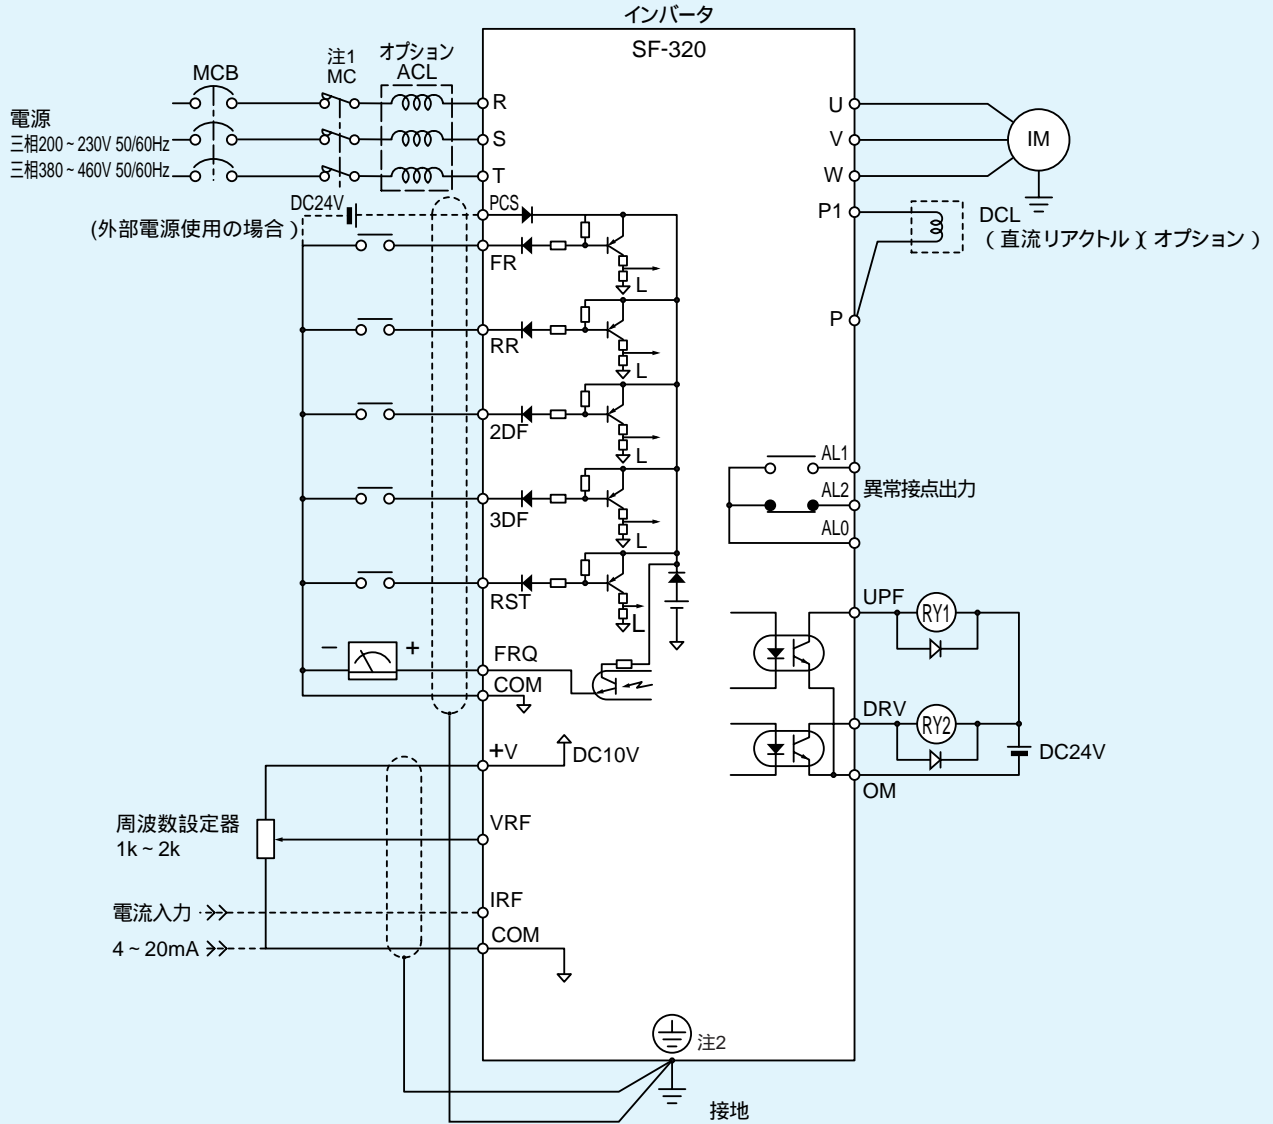 インバータ
SF-320
MCB
注1
MC
オプション
ACL
電源
三相200~230V 50/60Hz
三相380~460V 50/60Hz
R
S
T
U
V
W
IM
DC24V
(外部電源使用の場合)
PCS
FR
L
RR
L
2DF
L
3DF
L
RST
L
P1
P
DCL
(直流リアクトル)(オプション)
AL1
AL2
AL0
異常接点出力
UPF
RY1
DRV
RY2
DC24V
OM
− +
FRQ
COM
+V
DC10V
周波数設定器
1k~2k
VRF
電流入力
IRF
4~20mA
COM
注2
接地